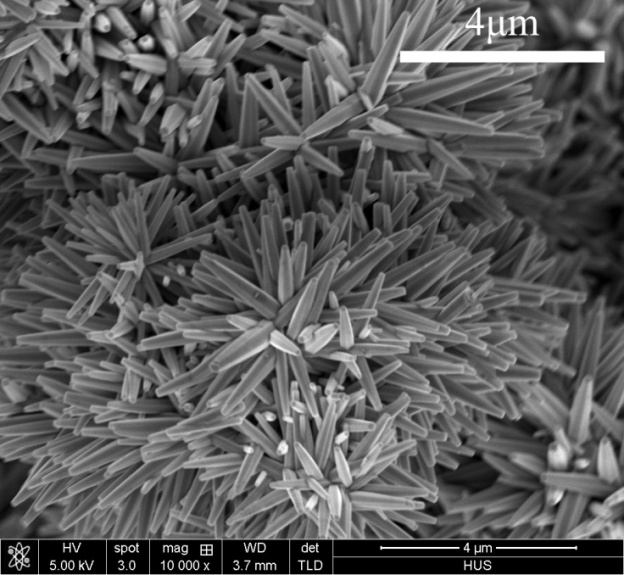 4μm
HV spot mag WD det 4 μm
5.00 kV 3.0 10 000 x 3.7 mm TLD HUS